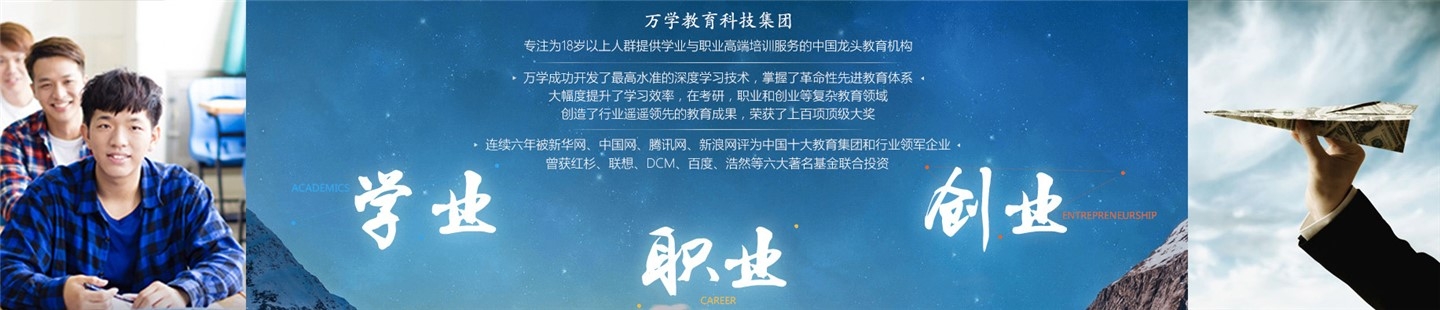 万学教育科技集团
专注为18岁以上人群提供学业与职业高端培训服务的中国龙头教育机构
万学成功开发了最高水准的深度学习技术，掌握了革命性先进教育体系
大幅度提升了学习效率，在考研，职业和创业等复杂教育领域
创造了行业遥遥领先的教育成果，荣获了上百项顶级大奖
连续六年被新华网、中国网、腾讯网、新浪网评为中国十大教育集团和行业领军企业
曾获红杉、联想、DCM、百度、浩然等六大著名基金联合投资
ACADEMICS
学业
职业
CAREER
创业
ENTREPRENEURSHIP